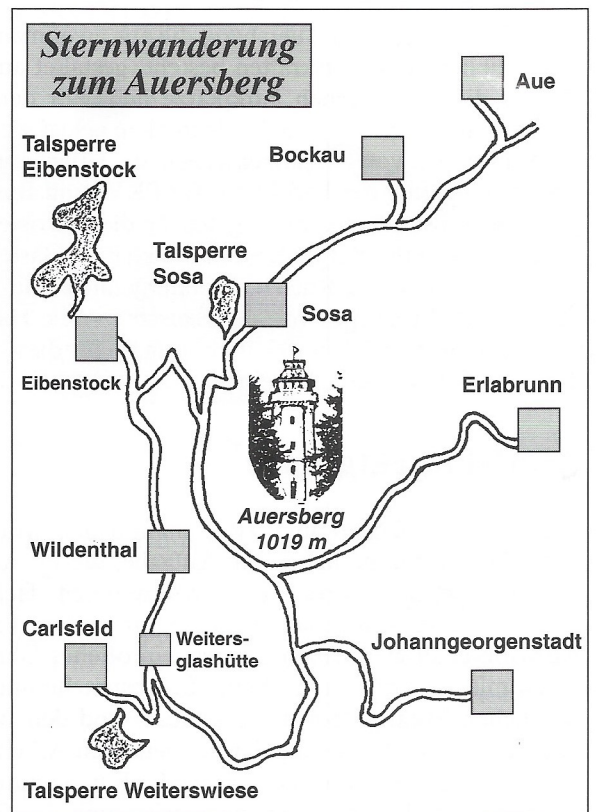 Sternwanderung
zum Auersberg
Aue
Talsperre
Eibenstock
Bockau
Talsperre
Sosa
Sosa
Eibenstock
Erlabrunn
Auersberg
1019 m
Wildenthal
Carlsfeld
Weiters-
glashütte
Johanngeorgenstadt
Talsperre Weiterswiese